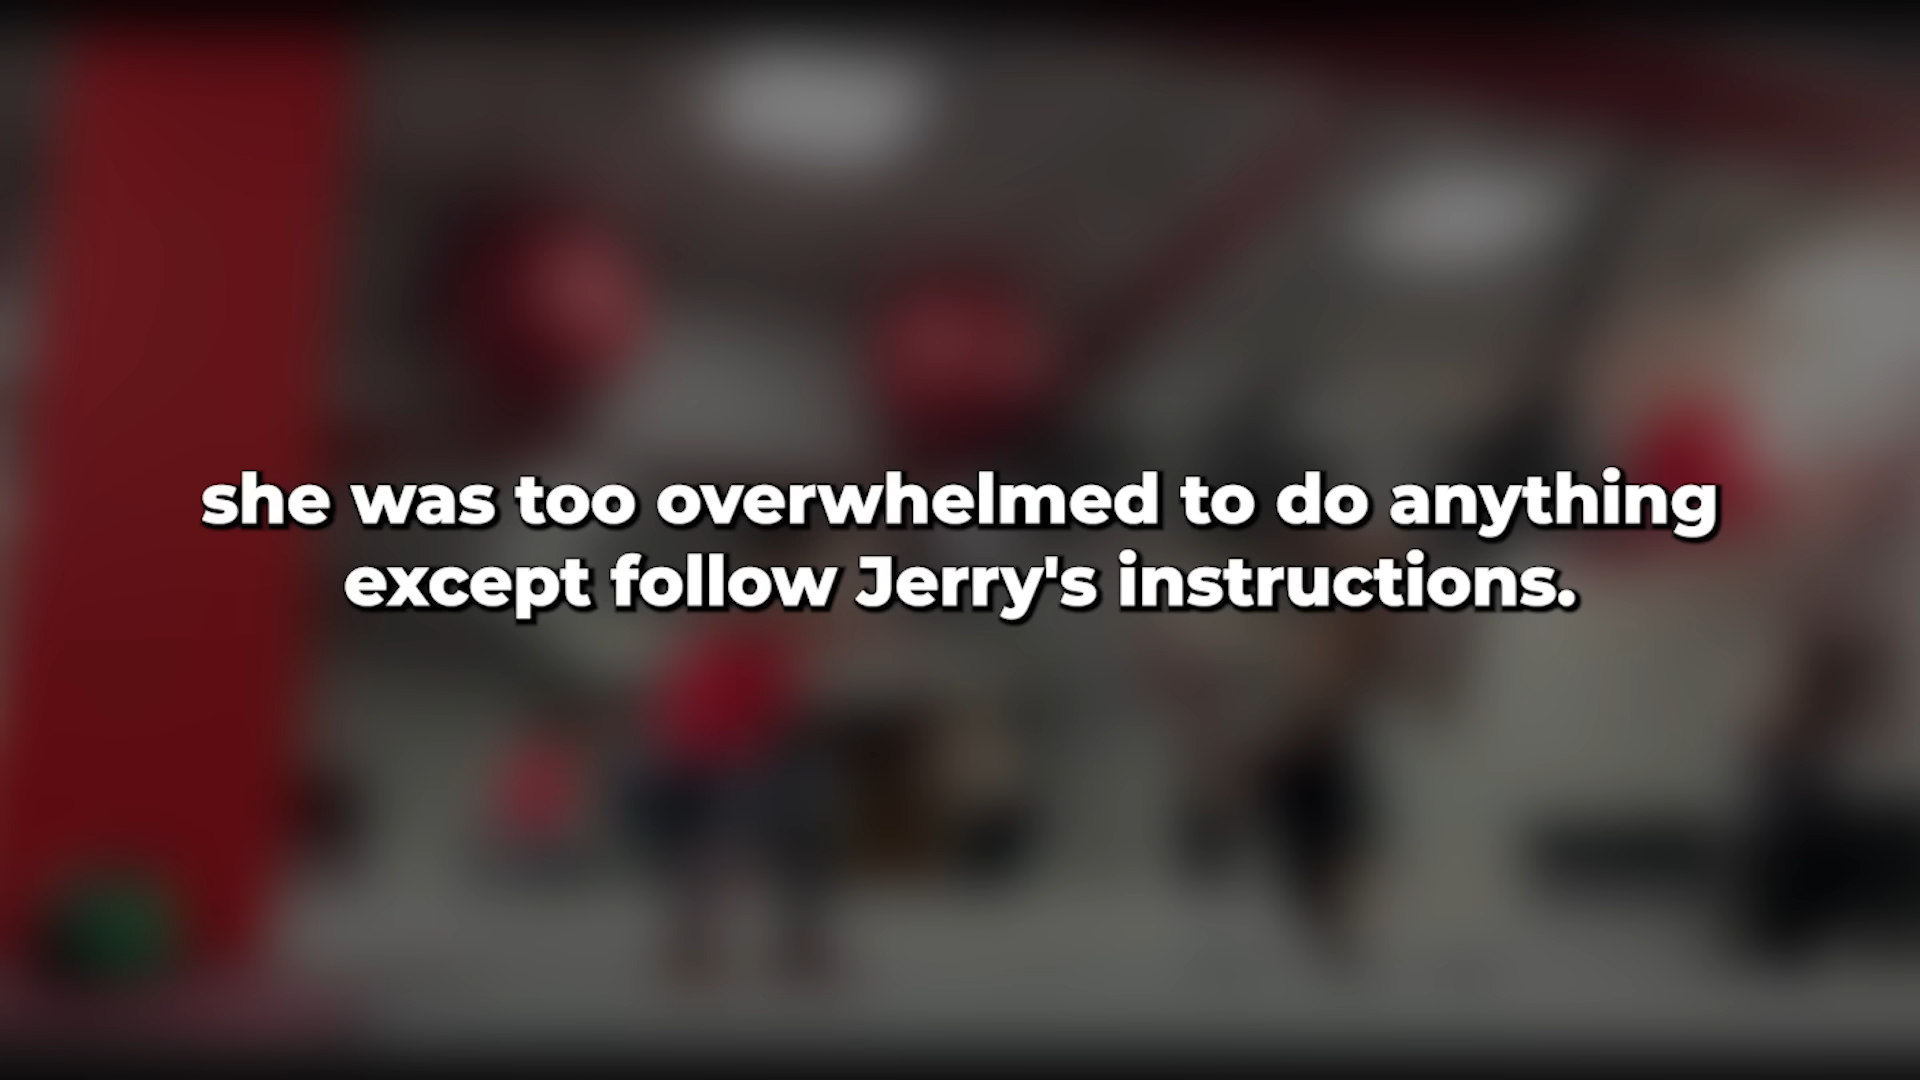 she was too overwhelmed to do anything
except follow Jerry's instructions.